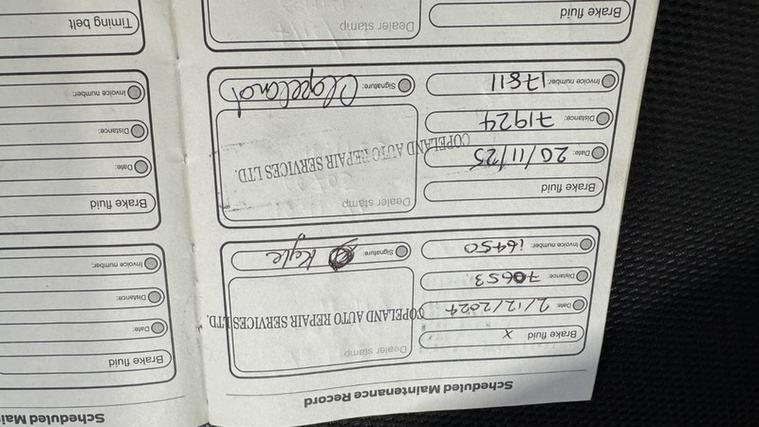 Scheduled Maintenance Record
Brake fluid x
Date: 2/12/2024
Distance: 70653
Invoice number: 16450
Dealer stamp
COPELAND AUTO REPAIR SERVICES LTD.
Signature: Kyle
Brake fluid
Date: 20/11/25
Distance: 71924
Invoice number: 17811
Dealer stamp
COPELAND AUTO REPAIR SERVICES LTD.
Signature:
Brake fluid
Dealer stamp
Scheduled Mai
Brake fluid
Date:
Distance:
Invoice number:
Brake fluid
Date:
Distance:
Invoice number:
Timing belt